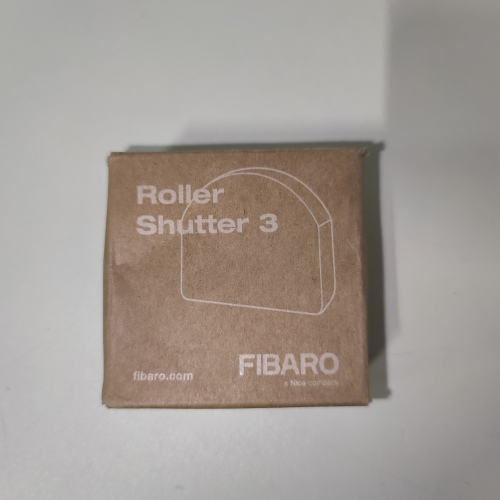 Roller
Shutter 3
fibaro.com
FIBARO
a Nice company